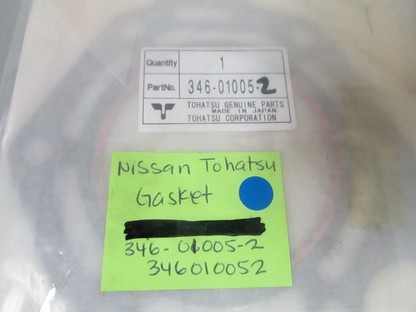 Quantity 1
PartNo. 346-01005-2
TOHATSU GENUINE PARTS
MADE IN JAPAN
TOHATSU CORPORATION
Nissan Tohatsu
Gasket
346-01005-2
346010052